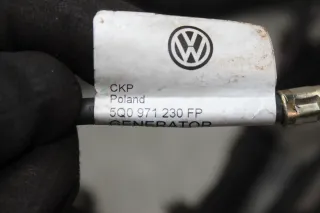 CKP
Poland
5Q0 971 230 FP
GENERATOR